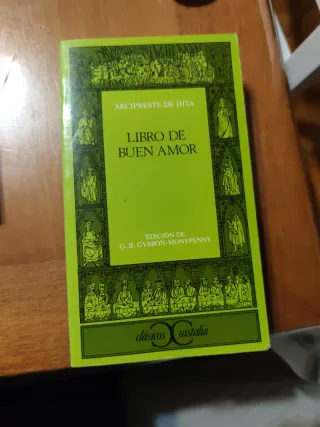 ARCIPRESTE DE HITA
LIBRO DE
BUEN AMOR
EDICIÓN DE
G. B. GYBBON-MONYPENNY
clásicos castalia